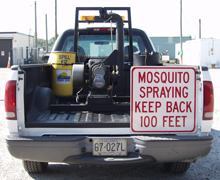 MOSQUITO
SPRAYING
KEEP BACK
100 FEET
67-027L